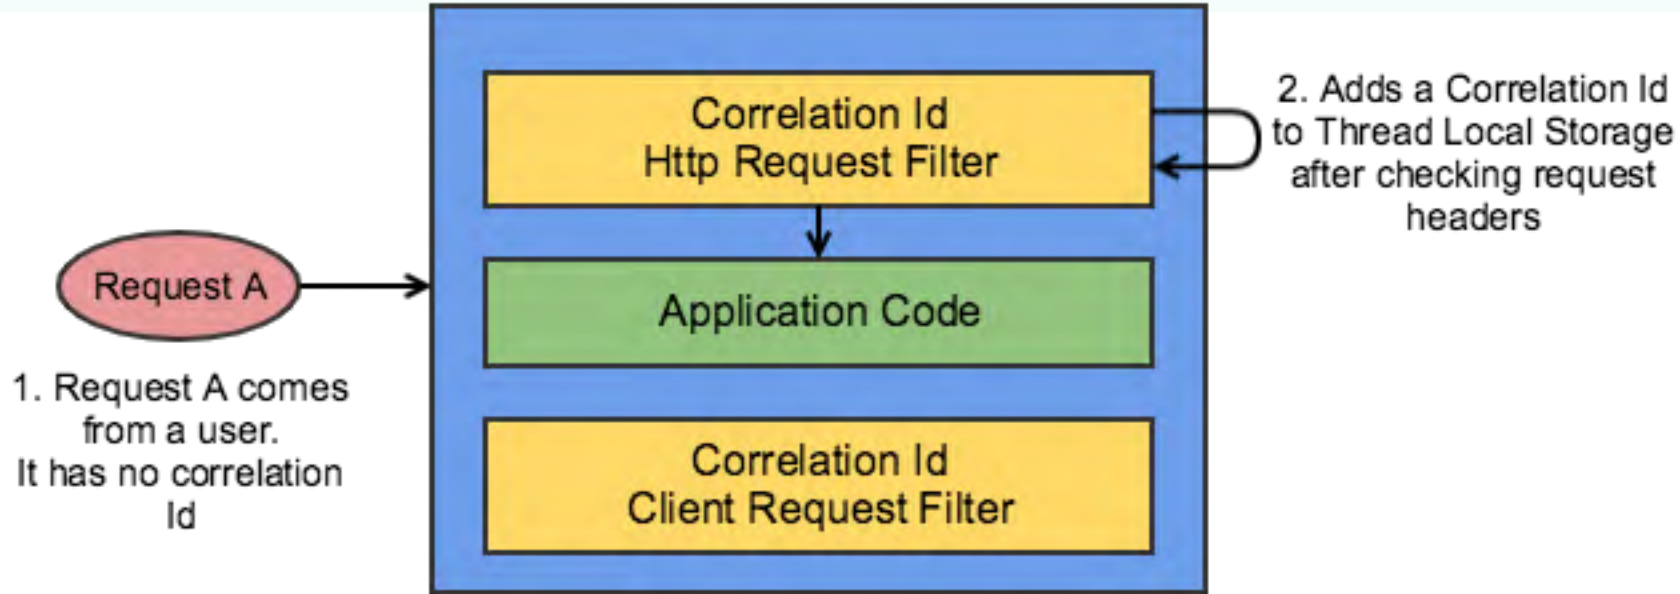 Correlation Id
Http Request Filter
2. Adds a Correlation Id
to Thread Local Storage
after checking request
headers
Request A
Application Code
1. Request A comes
from a user.
It has no correlation
Id
Correlation Id
Client Request Filter